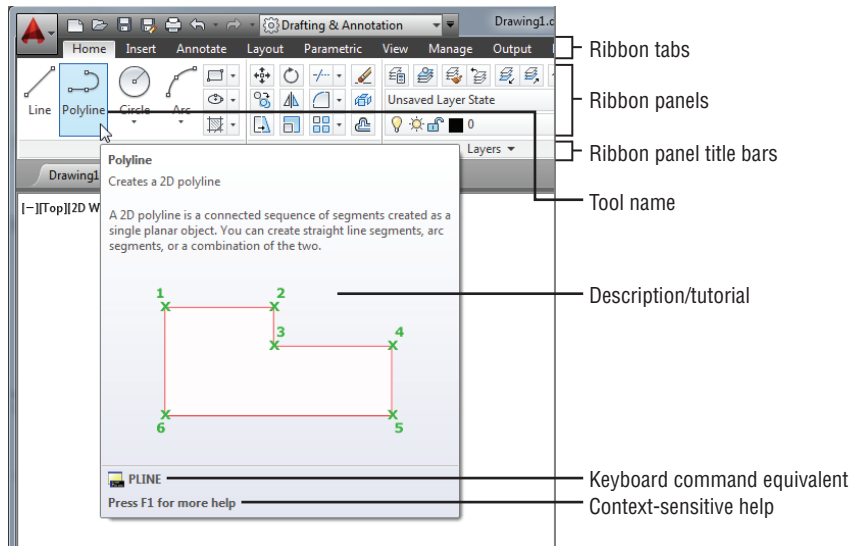 Drafting & Annotation
Drawing1.
Home Insert Annotate Layout Parametric View Manage Output
Ribbon tabs
Line Polyline Circle Arc
Unsaved Layer State
0
Ribbon panels
Layers
Ribbon panel title bars
Drawing1
Polyline
Creates a 2D polyline
Tool name
[−][Top][2D W
A 2D polyline is a connected sequence of segments created as a
single planar object. You can create straight line segments, arc
segments, or a combination of the two.
Description/tutorial
1 2
3 4
6 5
PLINE
Keyboard command equivalent
Press F1 for more help
Context-sensitive help